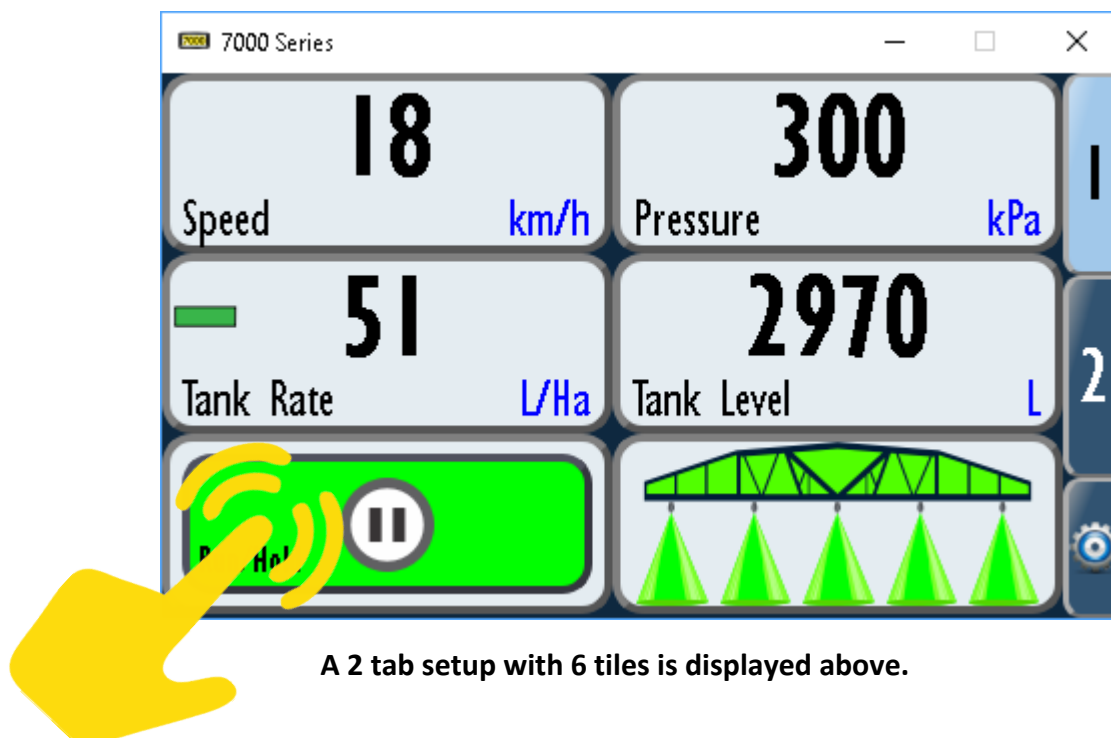 7000 7000 Series
18 300 1
Speed km/h Pressure kPa
51 2970 2
Tank Rate L/Ha Tank Level L
A 2 tab setup with 6 tiles is displayed above.